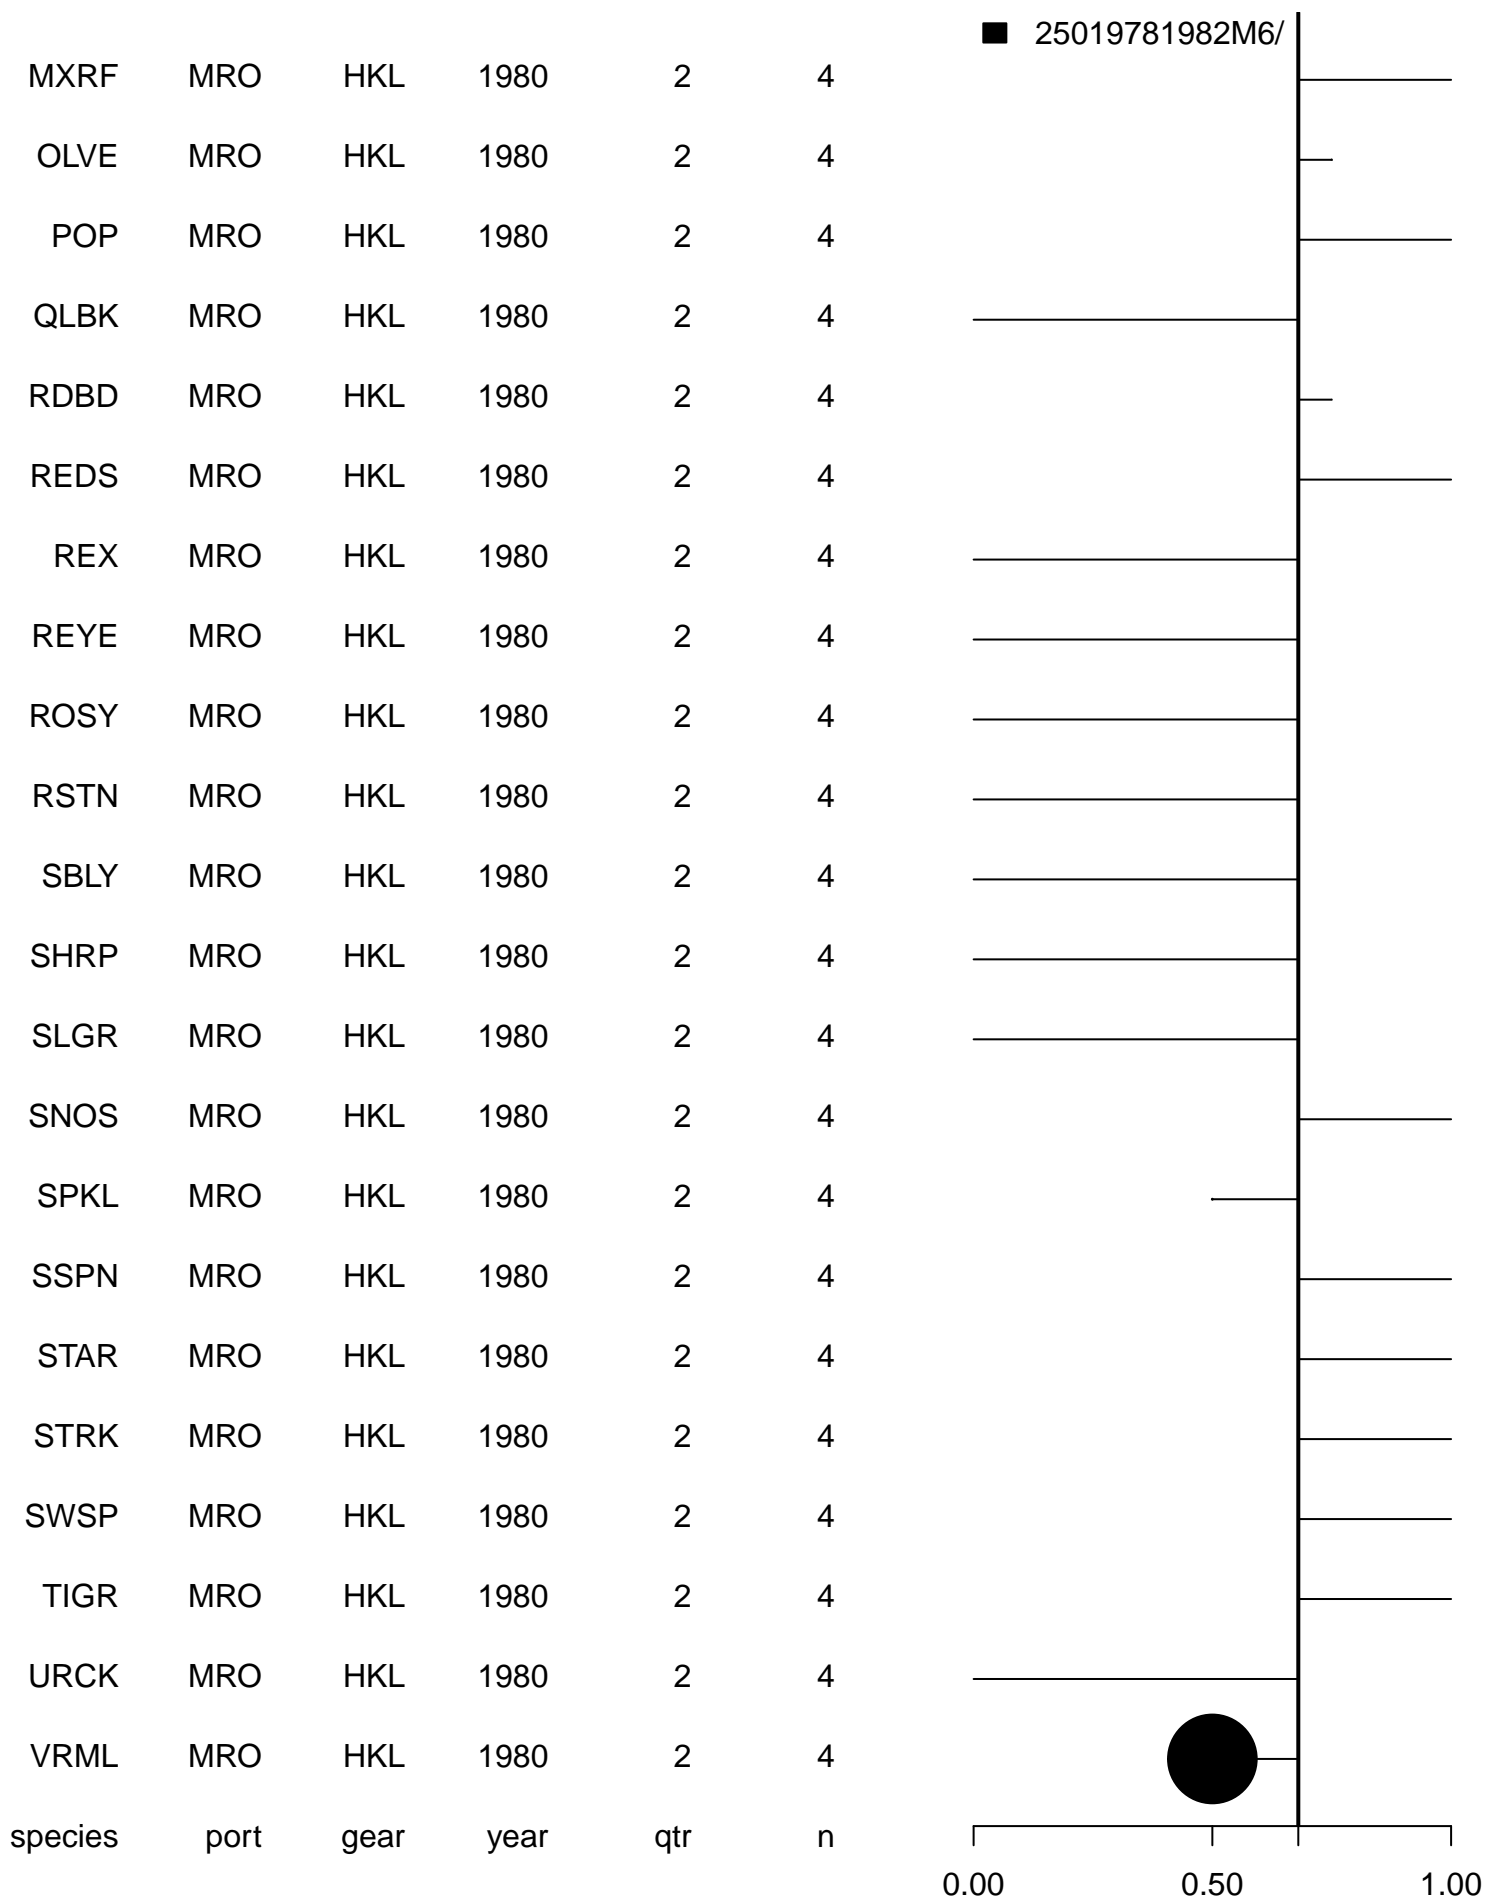 25019781982M6/
MXRF MRO HKL 1980 2 4
OLVE MRO HKL 1980 2 4
POP MRO HKL 1980 2 4
QLBK MRO HKL 1980 2 4
RDBD MRO HKL 1980 2 4
REDS MRO HKL 1980 2 4
REX MRO HKL 1980 2 4
REYE MRO HKL 1980 2 4
ROSY MRO HKL 1980 2 4
RSTN MRO HKL 1980 2 4
SBLY MRO HKL 1980 2 4
SHRP MRO HKL 1980 2 4
SLGR MRO HKL 1980 2 4
SNOS MRO HKL 1980 2 4
SPKL MRO HKL 1980 2 4
SSPN MRO HKL 1980 2 4
STAR MRO HKL 1980 2 4
STRK MRO HKL 1980 2 4
SWSP MRO HKL 1980 2 4
TIGR MRO HKL 1980 2 4
URCK MRO HKL 1980 2 4
VRML MRO HKL 1980 2 4
species port gear year qtr n
0.00 0.50 1.00